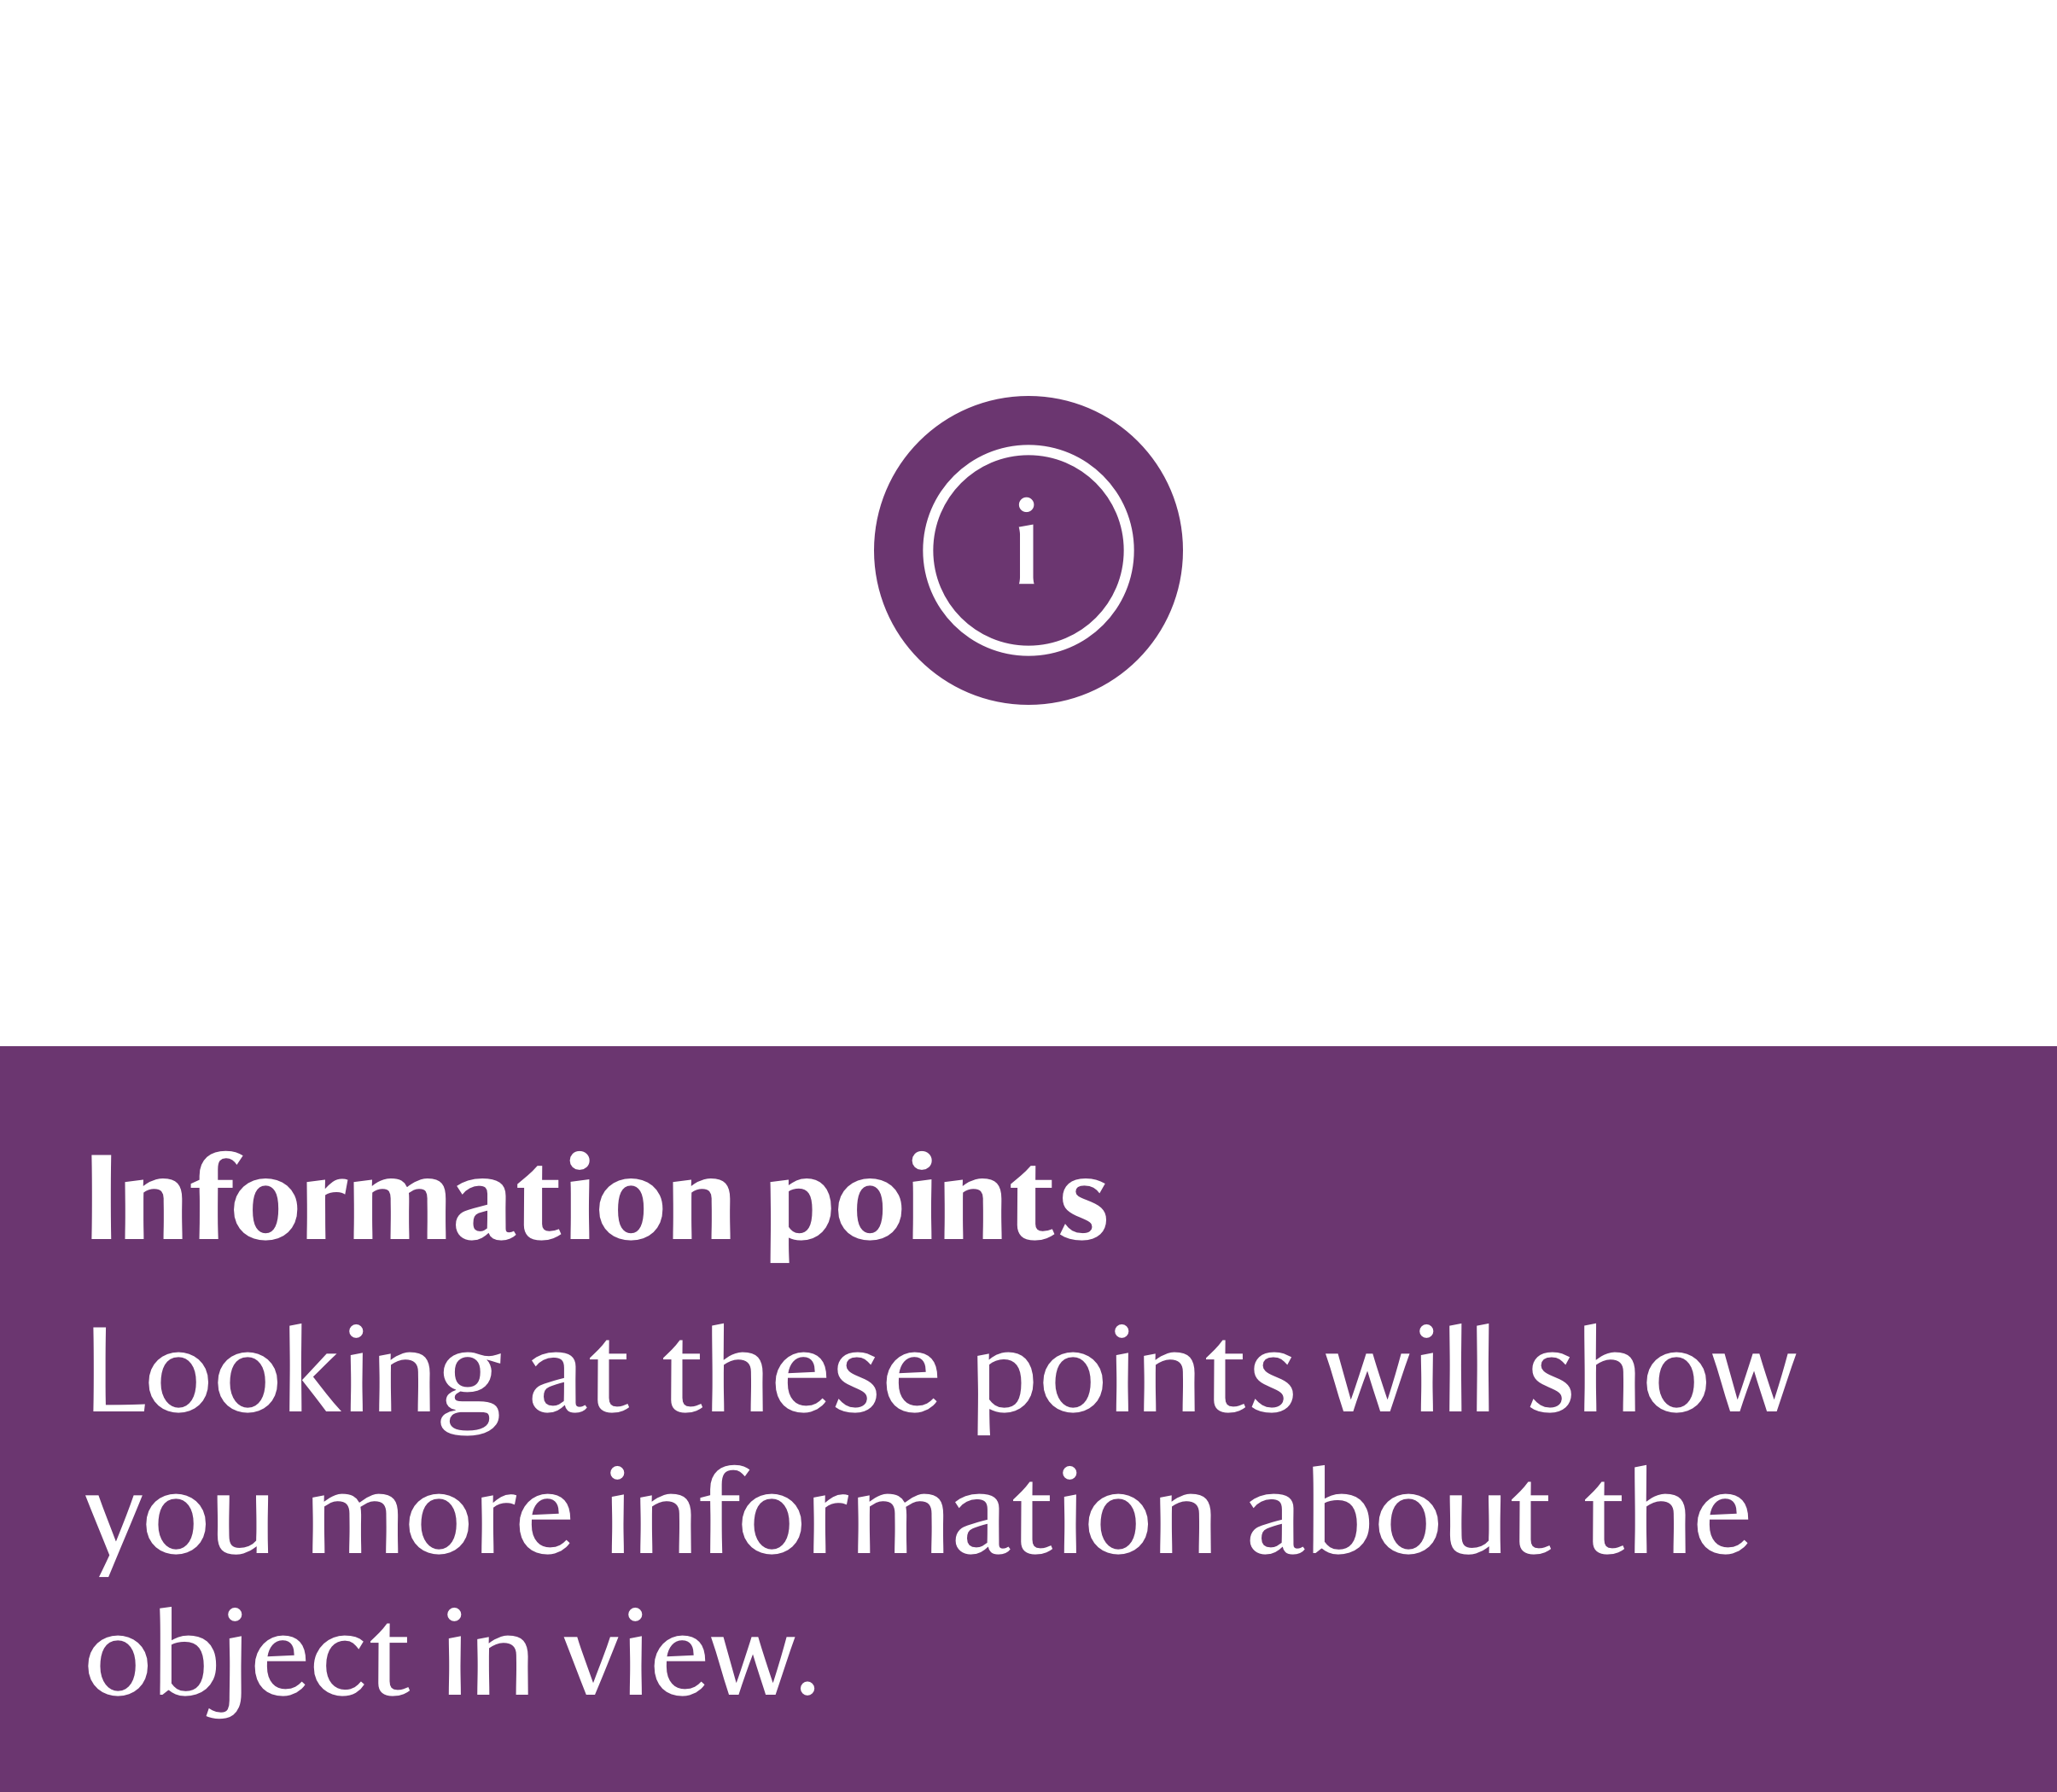 i
Information points
Looking at these points will show
you more information about the
object in view.